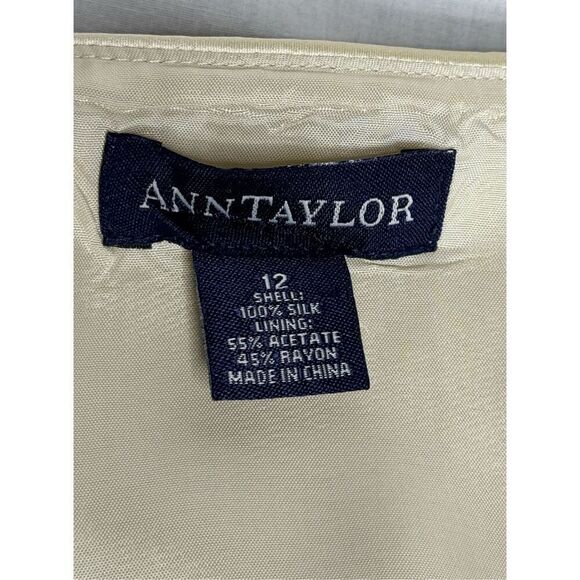 ANNTAYLOR
12
SHELL:
100% SILK
LINING:
55% ACETATE
45% RAYON
MADE IN CHINA